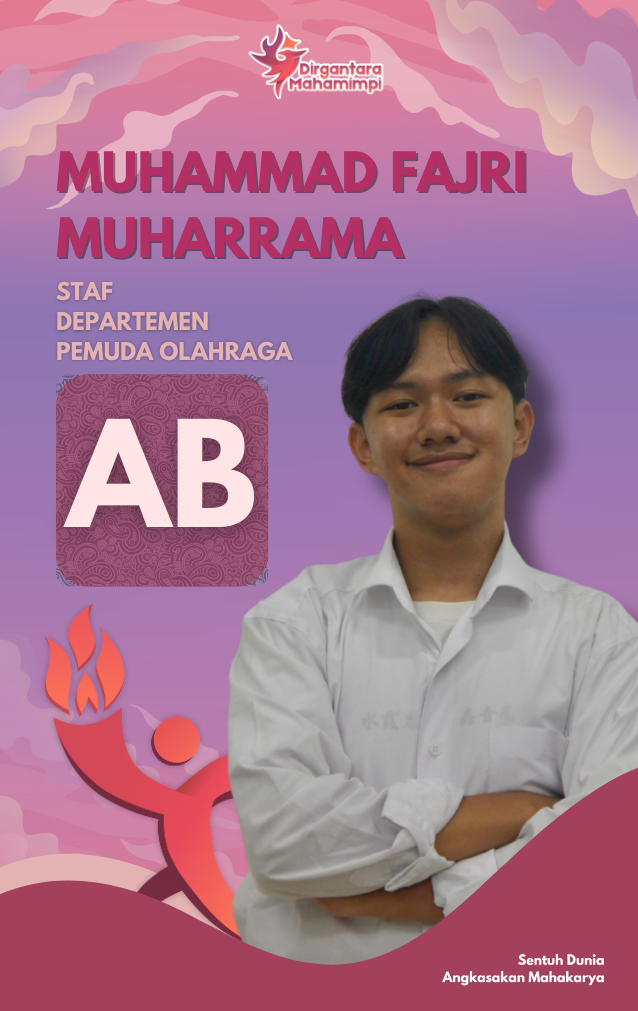 Dirgantara
Mahamimpi
MUHAMMAD FAJRI
MUHARRAMA
STAF
DEPARTEMEN
PEMUDA OLAHRAGA
AB
Sentuh Dunia
Angkasakan Mahakarya